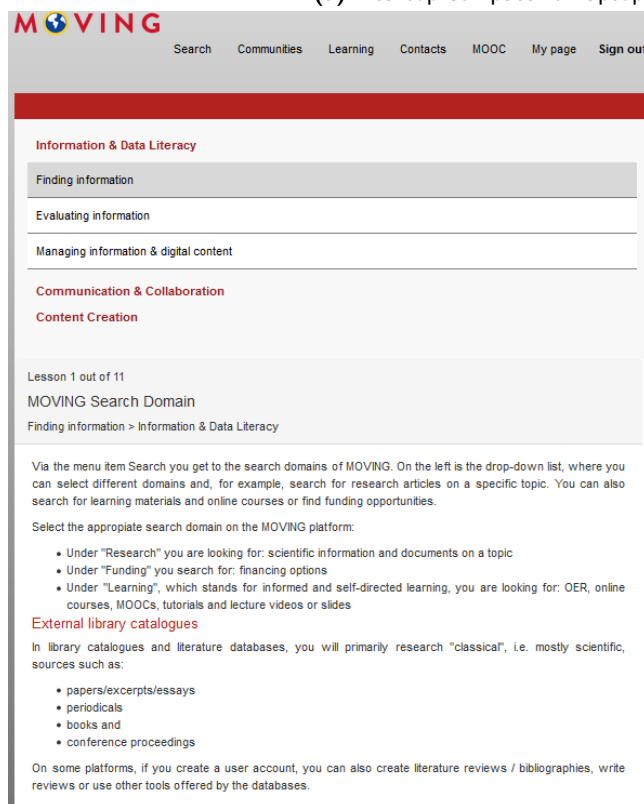 MOVING
Search Communities Learning Contacts MOOC My page Sign out
Information & Data Literacy
Finding information
Evaluating information
Managing information & digital content
Communication & Collaboration
Content Creation
Lesson 1 out of 11
MOVING Search Domain
Finding information > Information & Data Literacy
Via the menu item Search you get to the search domains of MOVING. On the left is the drop-down list, where you
can select different domains and, for example, search for research articles on a specific topic. You can also
search for learning materials and online courses or find funding opportunities.
Select the appropiate search domain on the MOVING platform:
• Under "Research" you are looking for: scientific information and documents on a topic
• Under "Funding" you search for: financing options
• Under "Learning", which stands for informed and self-directed learning, you are looking for: OER, online
courses, MOOCs, tutorials and lecture videos or slides
External library catalogues
In library catalogues and literature databases, you will primarily research "classical", i.e. mostly scientific,
sources such as:
• papers/excerpts/essays
• periodicals
• books and
• conference proceedings
On some platforms, if you create a user account, you can also create literature reviews / bibliographies, write
reviews or use other tools offered by the databases.